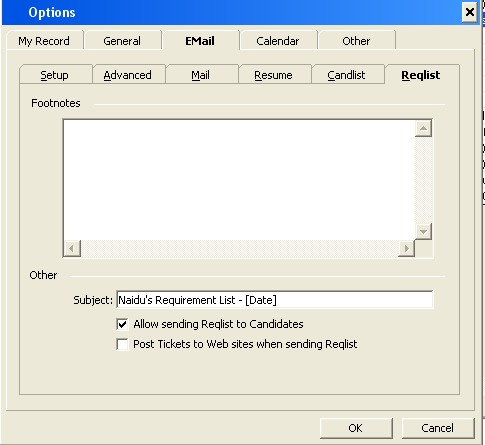 Options
My Record General EMail Calendar Other
Setup Advanced Mail Resume Candlist Reqlist
Footnotes
Other
Subject: Naidu's Requirement List - [Date]
Allow sending Reqlist to Candidates
Post Tickets to Web sites when sending Reqlist
OK Cancel